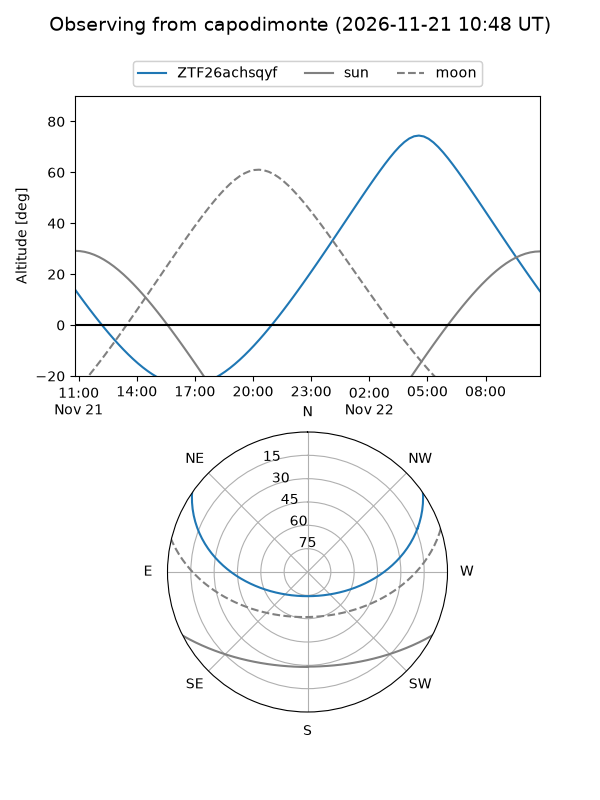 Observing from capodimonte (2026-11-21 10:48 UT)
ZTF26achsqyf sun moon
80
60
40
20
0
−20
Altitude [deg]
11:00 14:00 17:00 20:00 23:00 02:00 05:00 08:00
Nov 21 Nov 22
N
NE NW
15
30
45
60
75
E W
SE SW
S